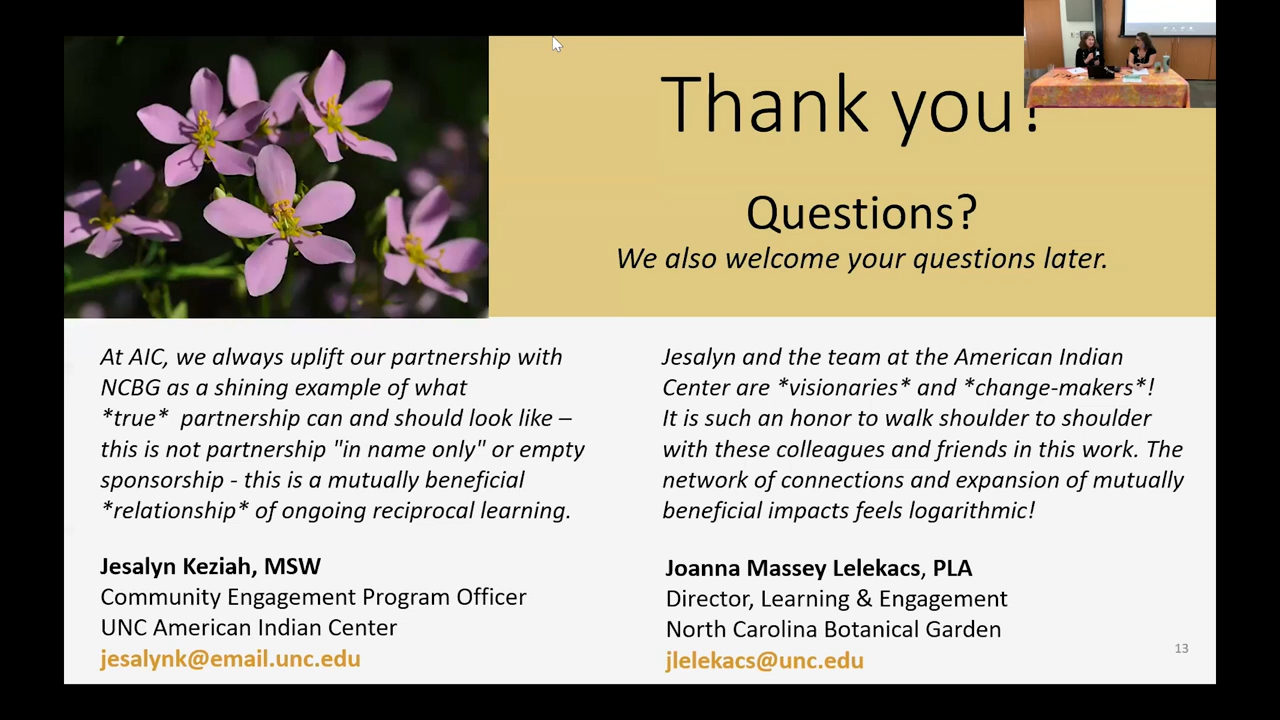 Thank you!
Questions?
We also welcome your questions later.
At AIC, we always uplift our partnership with
NCBG as a shining example of what
*true*  partnership can and should look like –
this is not partnership "in name only" or empty
sponsorship - this is a mutually beneficial
*relationship* of ongoing reciprocal learning.
Jesalyn Keziah, MSW
Community Engagement Program Officer
UNC American Indian Center
jesalynk@email.unc.edu
Jesalyn and the team at the American Indian
Center are *visionaries* and *change-makers*!
It is such an honor to walk shoulder to shoulder
with these colleagues and friends in this work. The
network of connections and expansion of mutually
beneficial impacts feels logarithmic!
Joanna Massey Lelekacs, PLA
Director, Learning & Engagement
North Carolina Botanical Garden
jlelekacs@unc.edu
13